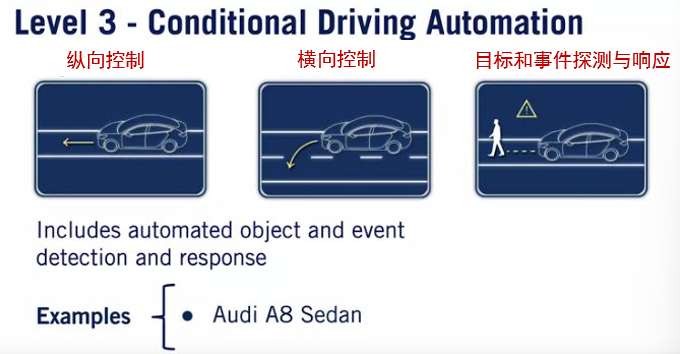 Level 3 - Conditional Driving Automation
纵向控制
横向控制
目标和事件探测与响应
Includes automated object and event
detection and response
Examples
• Audi A8 Sedan